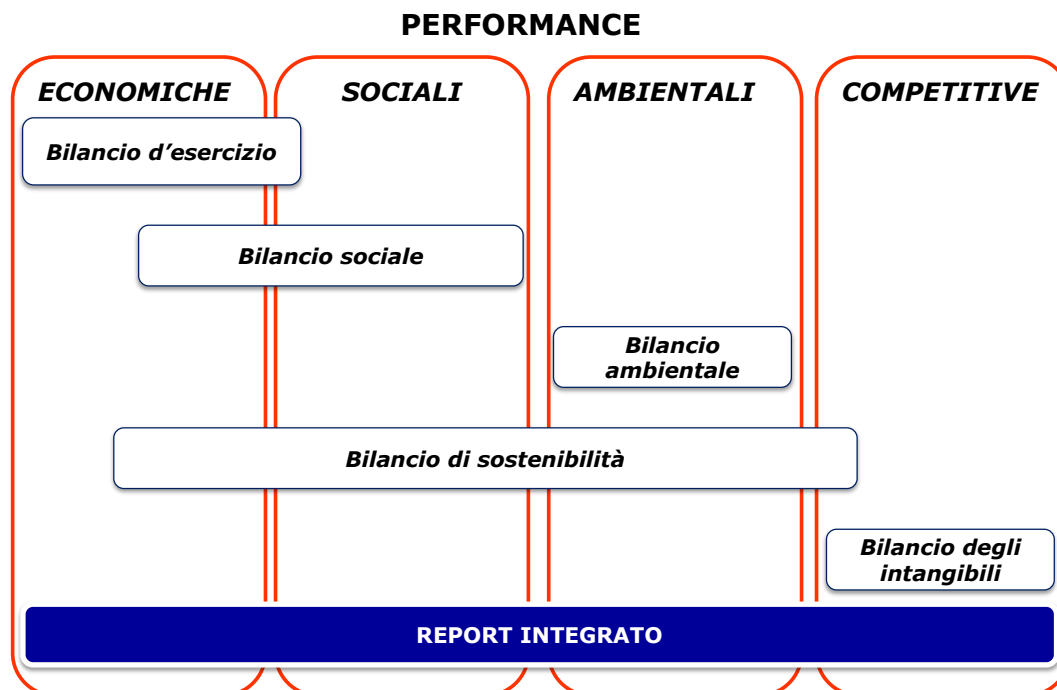 PERFORMANCE
ECONOMICHE
SOCIALI
AMBIENTALI
COMPETITIVE
Bilancio d’esercizio
Bilancio sociale
Bilancio
ambientale
Bilancio di sostenibilità
Bilancio degli
intangibili
REPORT INTEGRATO